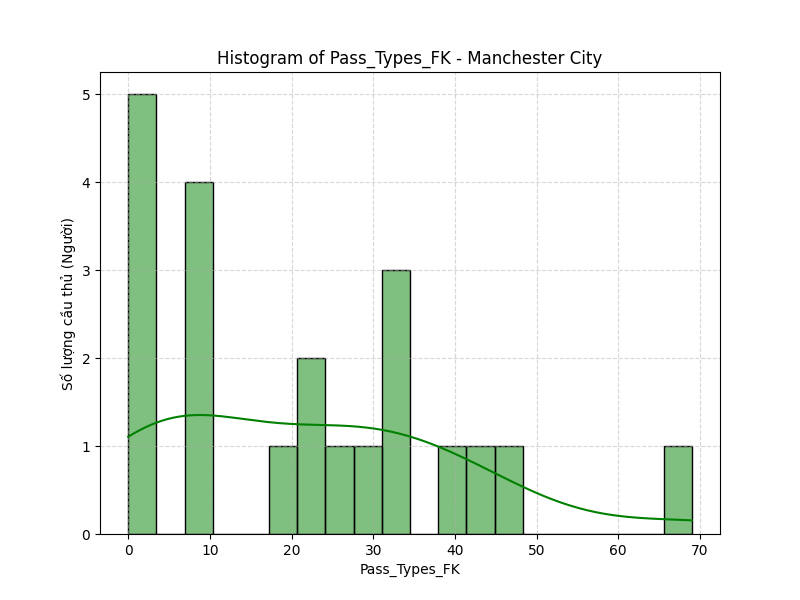 Histogram of Pass_Types_FK - Manchester City
Số lượng cầu thủ (Người)
5
4
3
2
1
0
0 10 20 30 40 50 60 70
Pass_Types_FK